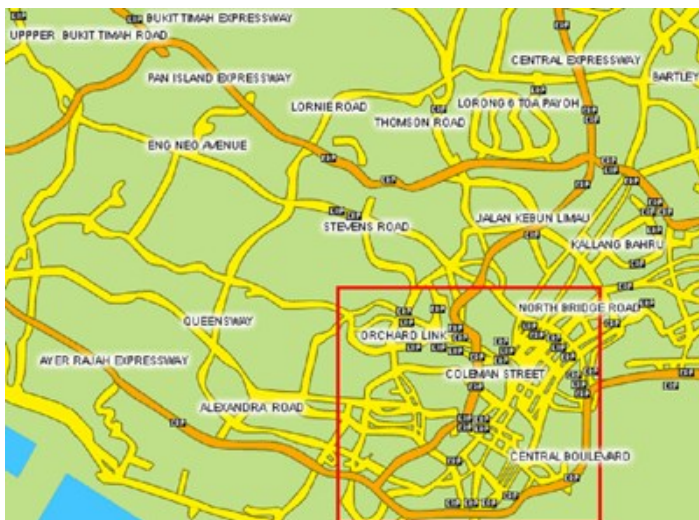 BUKIT TIMAH EXPRESSWAY
UPPPER BUKIT TIMAH ROAD
CENTRAL EXPRESSWAY
PAN ISLAND EXPRESSWAY
BARTLEY
LORNIE ROAD
LORONG 6 TOA PAYOH
THOMSON ROAD
ENG NEO AVENUE
STEVENS ROAD
JALAN KEBUN LIMAU
KALLANG BAHRU
NORTH BRIDGE ROAD
QUEENSWAY
ORCHARD LINK
AYER RAJAH EXPRESSWAY
COLEMAN STREET
ALEXANDRA ROAD
CENTRAL BOULEVARD